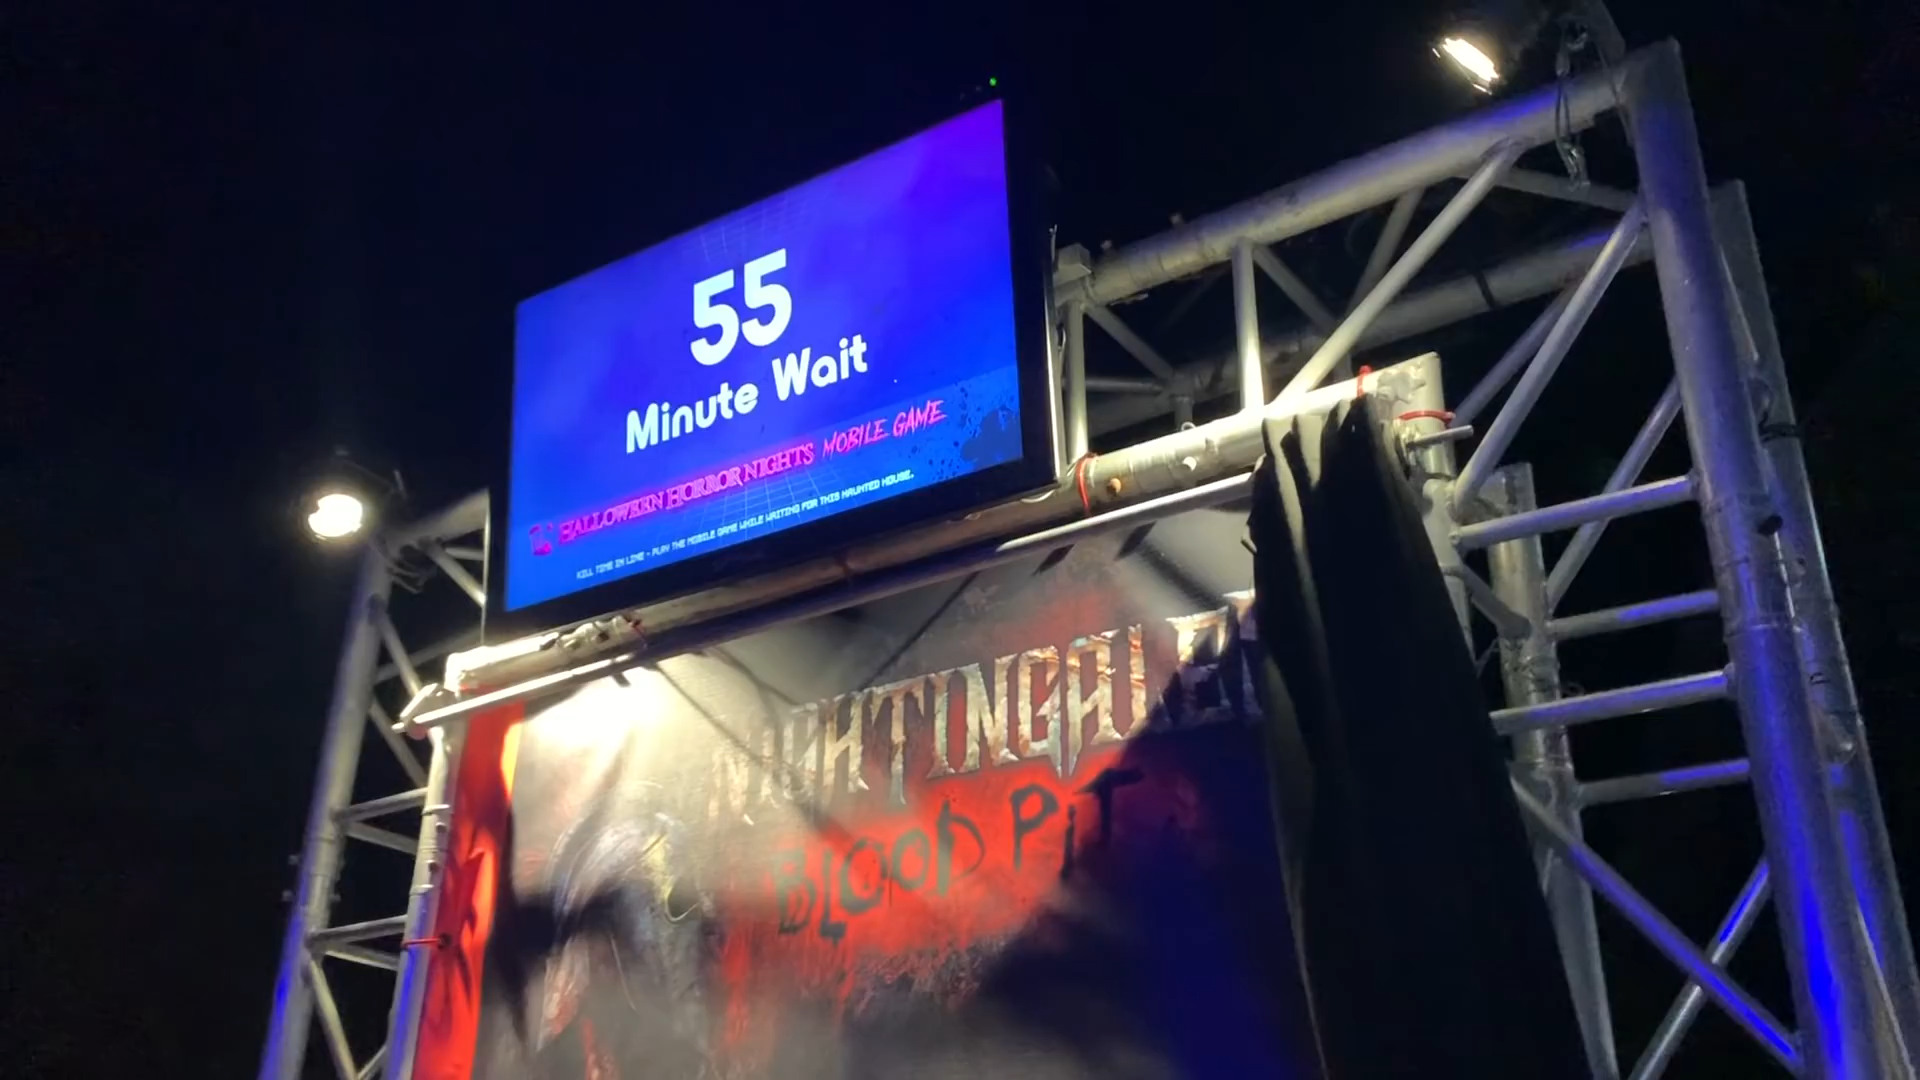 55
Minute Wait
HALLOWEEN HORROR NIGHTS MOBILE GAME
KILL TIME IN LINE - PLAY THE MOBILE GAME WHILE WAITING FOR THIS HAUNTED HOUSE.
NIGHTINGALES
BLOOD PiT